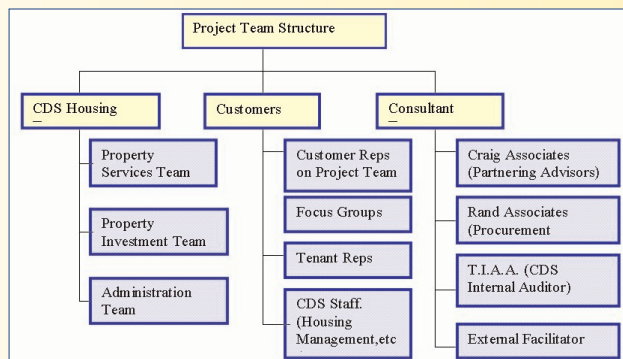 Project Team Structure
CDS Housing
Customers
Consultant
Property
Services Team
Property
Investment Team
Administration
Team
Customer Reps
on Project Team
Focus Groups
Tenant Reps
CDS Staff.
(Housing
Management,etc
Craig Associates
(Partnering Advisors)
Rand Associates
(Procurement
T.I.A.A. (CDS
Internal Auditor)
External Facilitator